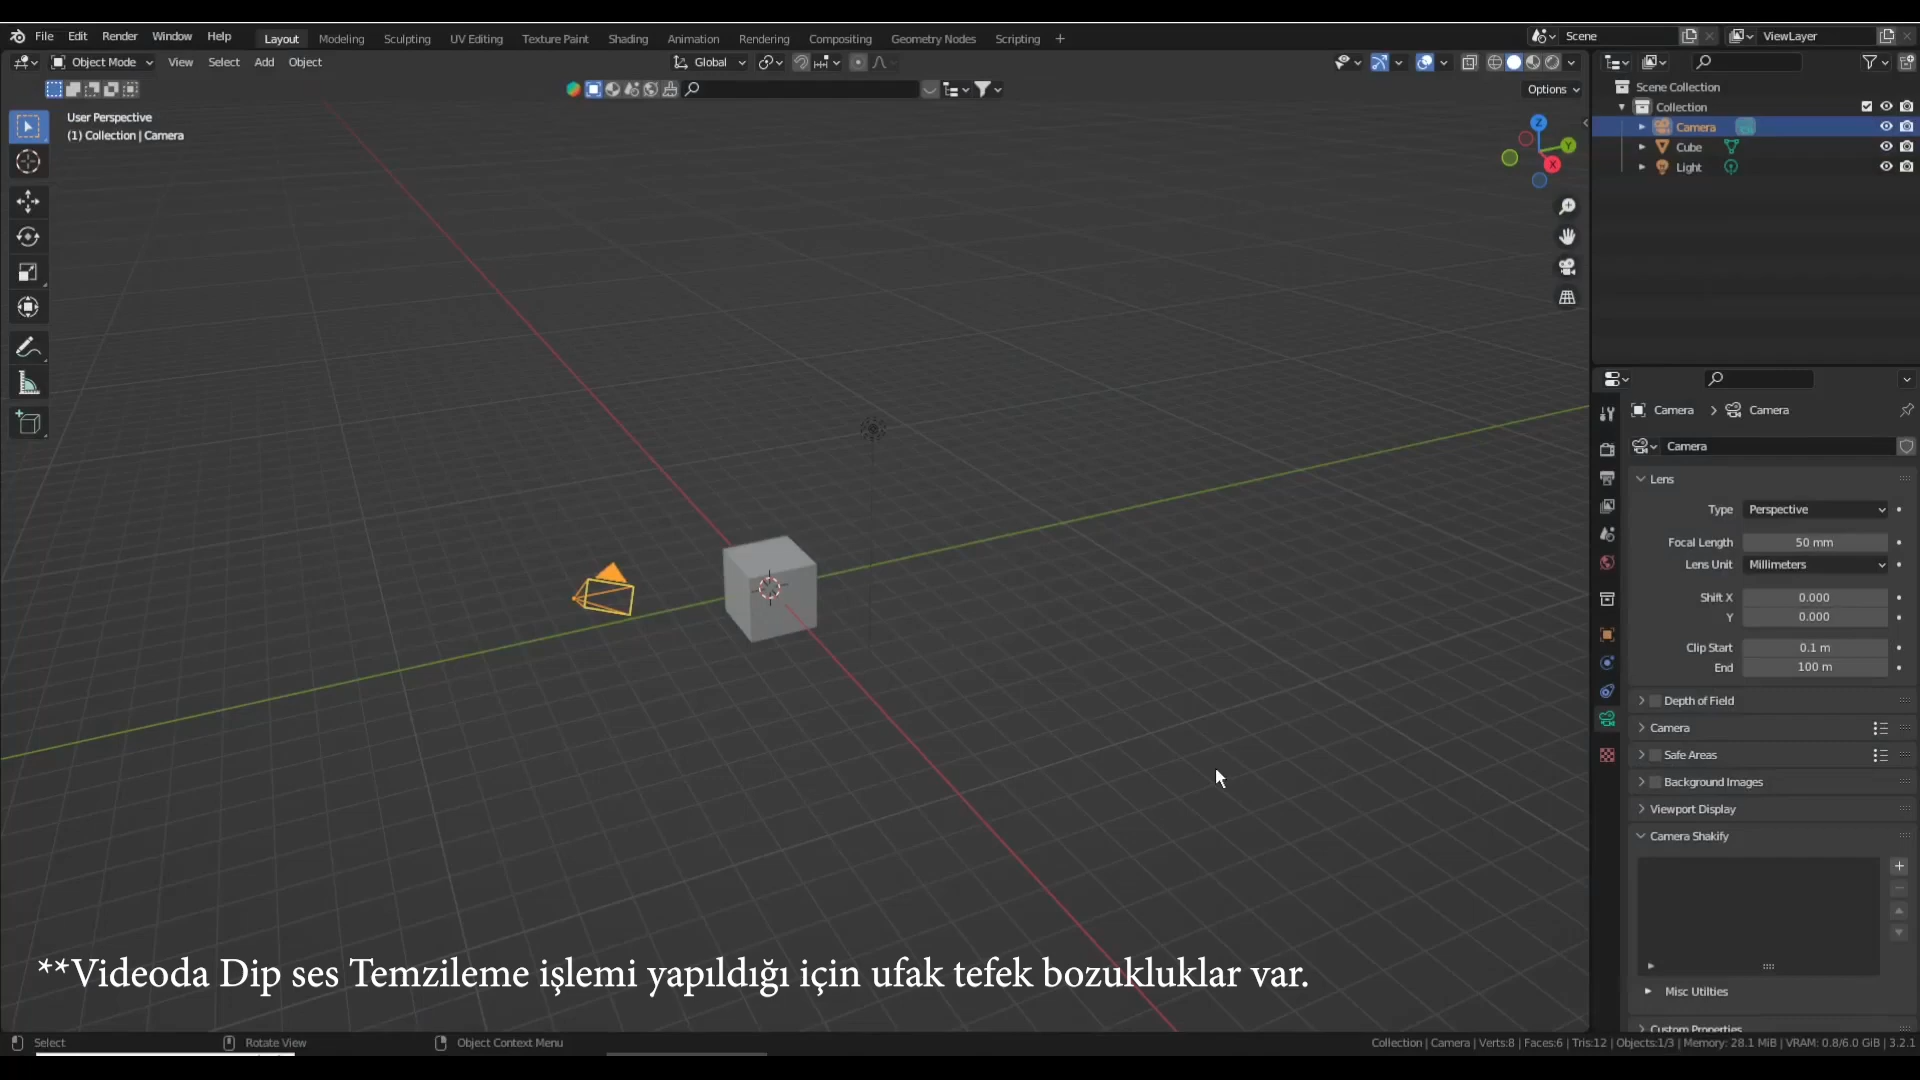 File Edit Render Window Help Layout Modeling Sculpting UV Editing Texture Paint Shading Animation Rendering Compositing Geometry Nodes Scripting + Scene ViewLayer
Object Mode View Select Add Object Global
Options
User Perspective
(1) Collection | Camera
Z
Y
X
Scene Collection
Collection
Camera
Cube
Light
Camera > Camera
Camera
Lens
Type Perspective
Focal Length 50 mm
Lens Unit Millimeters
Shift X 0.000
Y 0.000
Clip Start 0.1 m
End 100 m
Depth of Field
Camera
Safe Areas
Background Images
Viewport Display
Camera Shakify
Misc Utilties
Custom Properties
**Videoda Dip ses Temzileme işlemi yapıldığı için ufak tefek bozukluklar var.
Select Rotate View Object Context Menu Collection | Camera | Verts:8 | Faces:6 | Tris:12 | Objects:1/3 | Memory: 28.1 MiB | VRAM: 0.8/6.0 GiB | 3.2.1